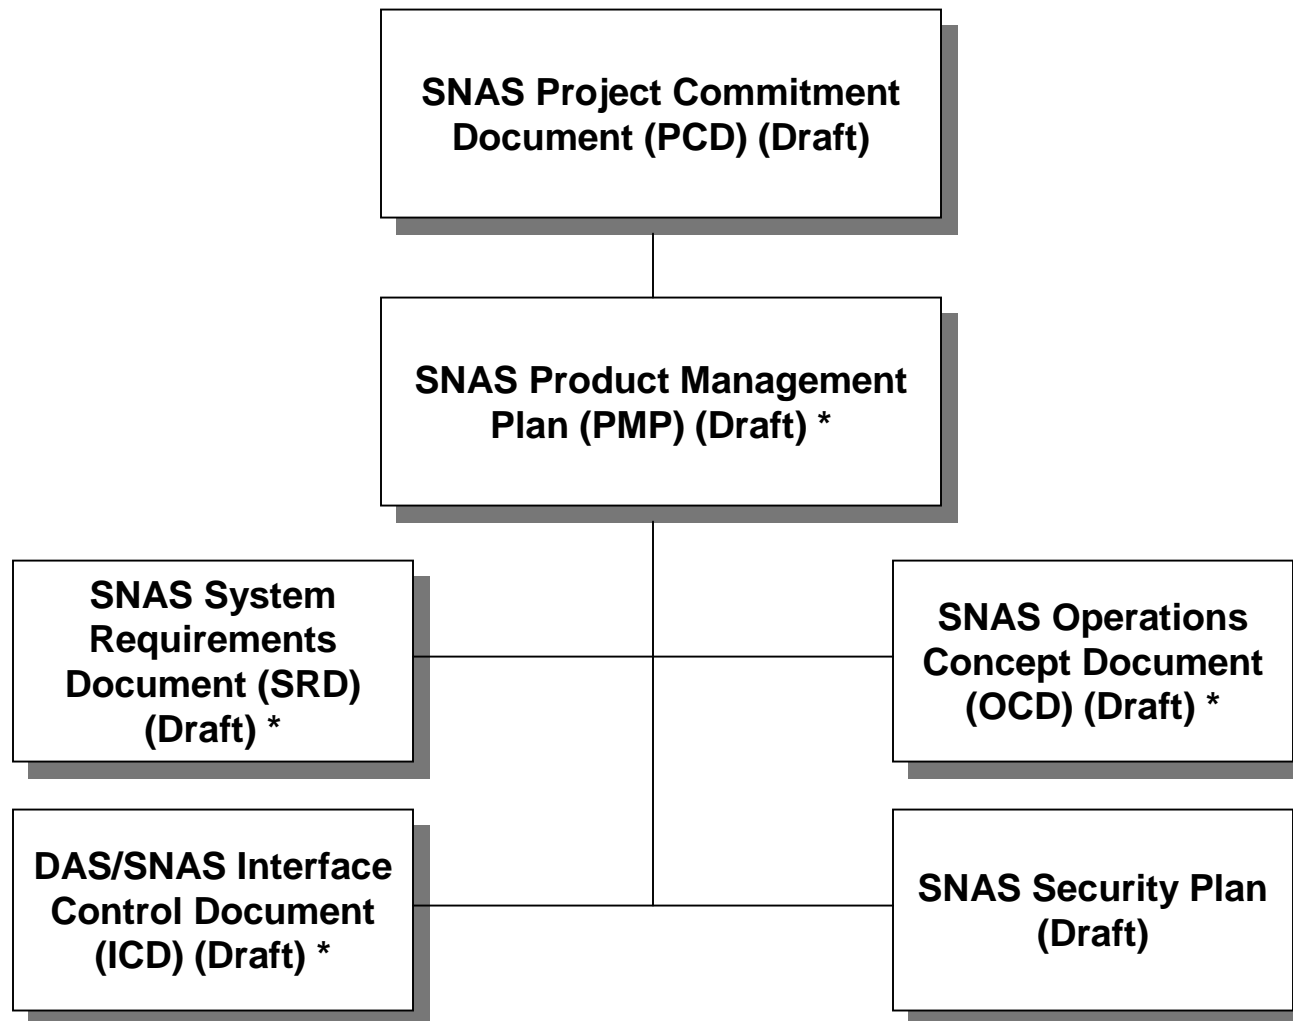 SNAS Project Commitment
Document (PCD) (Draft)
SNAS Product Management
Plan (PMP) (Draft) *
SNAS System
Requirements
Document (SRD)
(Draft) *
SNAS Operations
Concept Document
(OCD) (Draft) *
DAS/SNAS Interface
Control Document
(ICD) (Draft) *
SNAS Security Plan
(Draft)